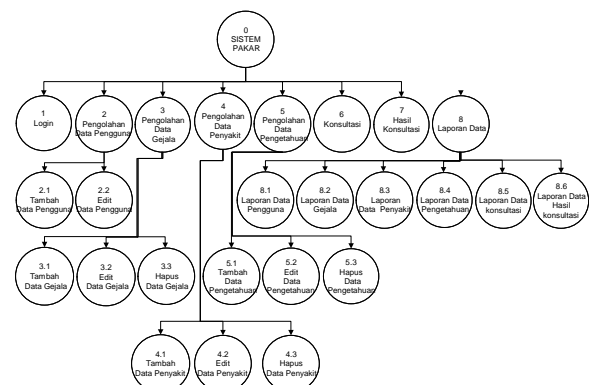 0
SISTEM
PAKAR
1
Login
2
Pengolahan
Data Pengguna
3
Pengolahan
Data
Gejala
4
Pengolahan
Data
Penyakit
5
Pengolahan
Data
Pengetahuan
6
Konsultasi
7
Hasil
Konsultasi
8
Laporan Data
2.1
Tambah
Data Pengguna
2.2
Edit
Data Pengguna
8.1
Laporan Data
Pengguna
8.2
Laporan Data
Gejala
8.3
Laporan
Data Penyakit
8.4
Laporan Data
Pengetahuan
8.5
Laporan Data
konsultasi
8.6
Laporan Data
Hasil
konsultasi
3.1
Tambah
Data Gejala
3.2
Edit
Data Gejala
3.3
Hapus
Data Gejala
5.1
Tambah
Data
Pengetahuan
5.2
Edit
Data
Pengetahuan
5.3
Hapus
Data
Pengetahuan
4.1
Tambah
Data Penyakit
4.2
Edit
Data Penyakit
4.3
Hapus
Data Penyakit